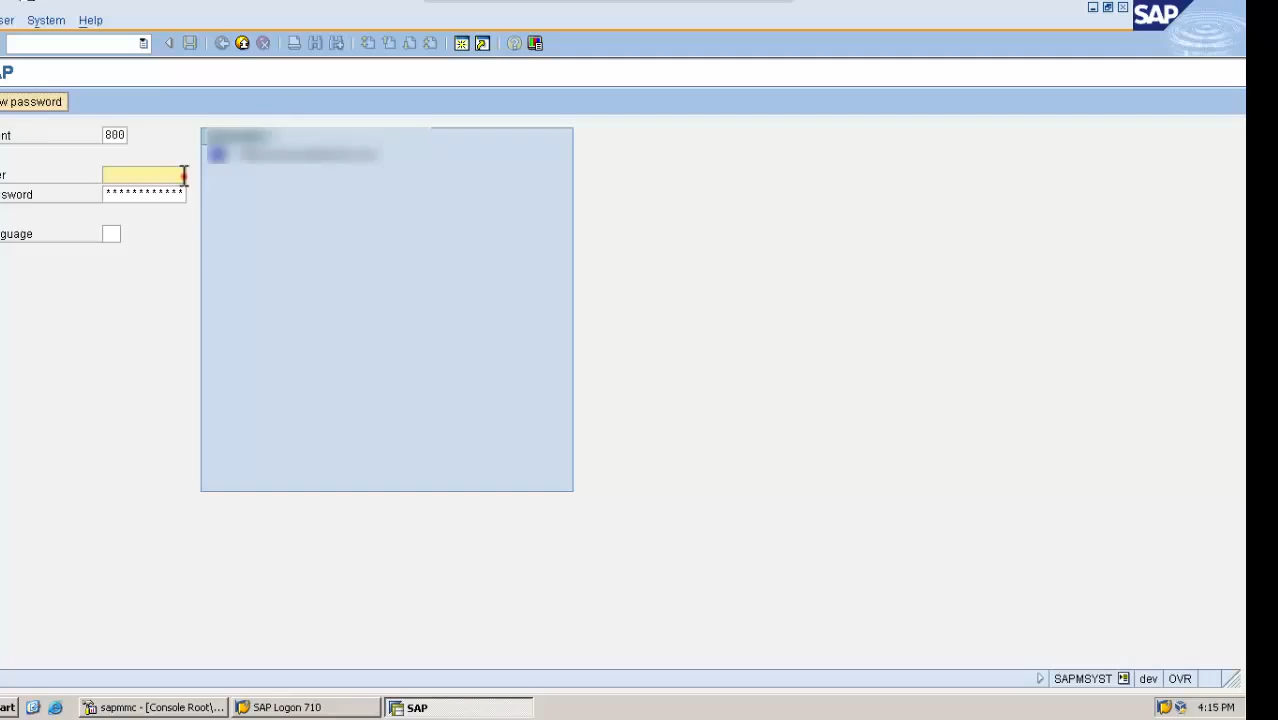 ser System Help
SAP
AP
w password
nt 800
er
sword ************
guage
SAPMSYST dev OVR
art sapmmc - [Console Root\... SAP Logon 710 SAP 4:15 PM